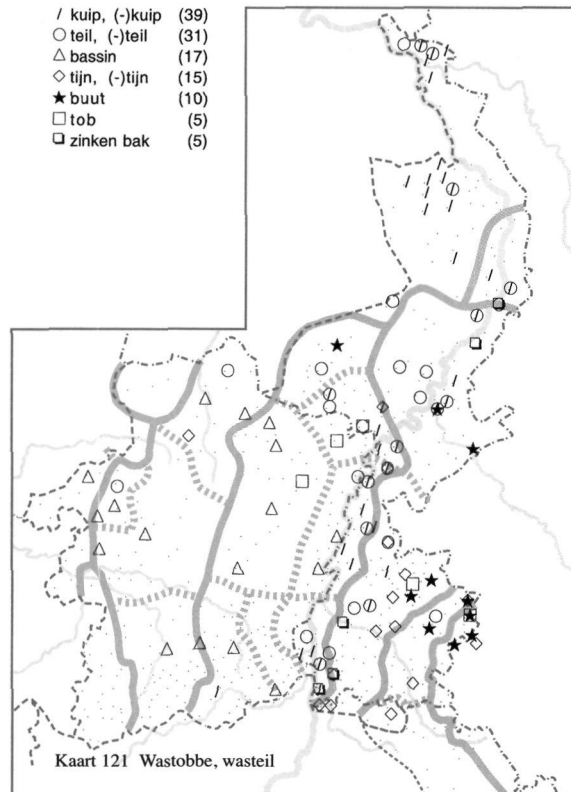 / kuip, (-)kuip (39)
○ teil, (-)teil (31)
△ bassin (17)
◇ tijn, (-)tijn (15)
★ buut (10)
□ tob (5)
❏ zinken bak (5)
Kaart 121 Wastobbe, wasteil